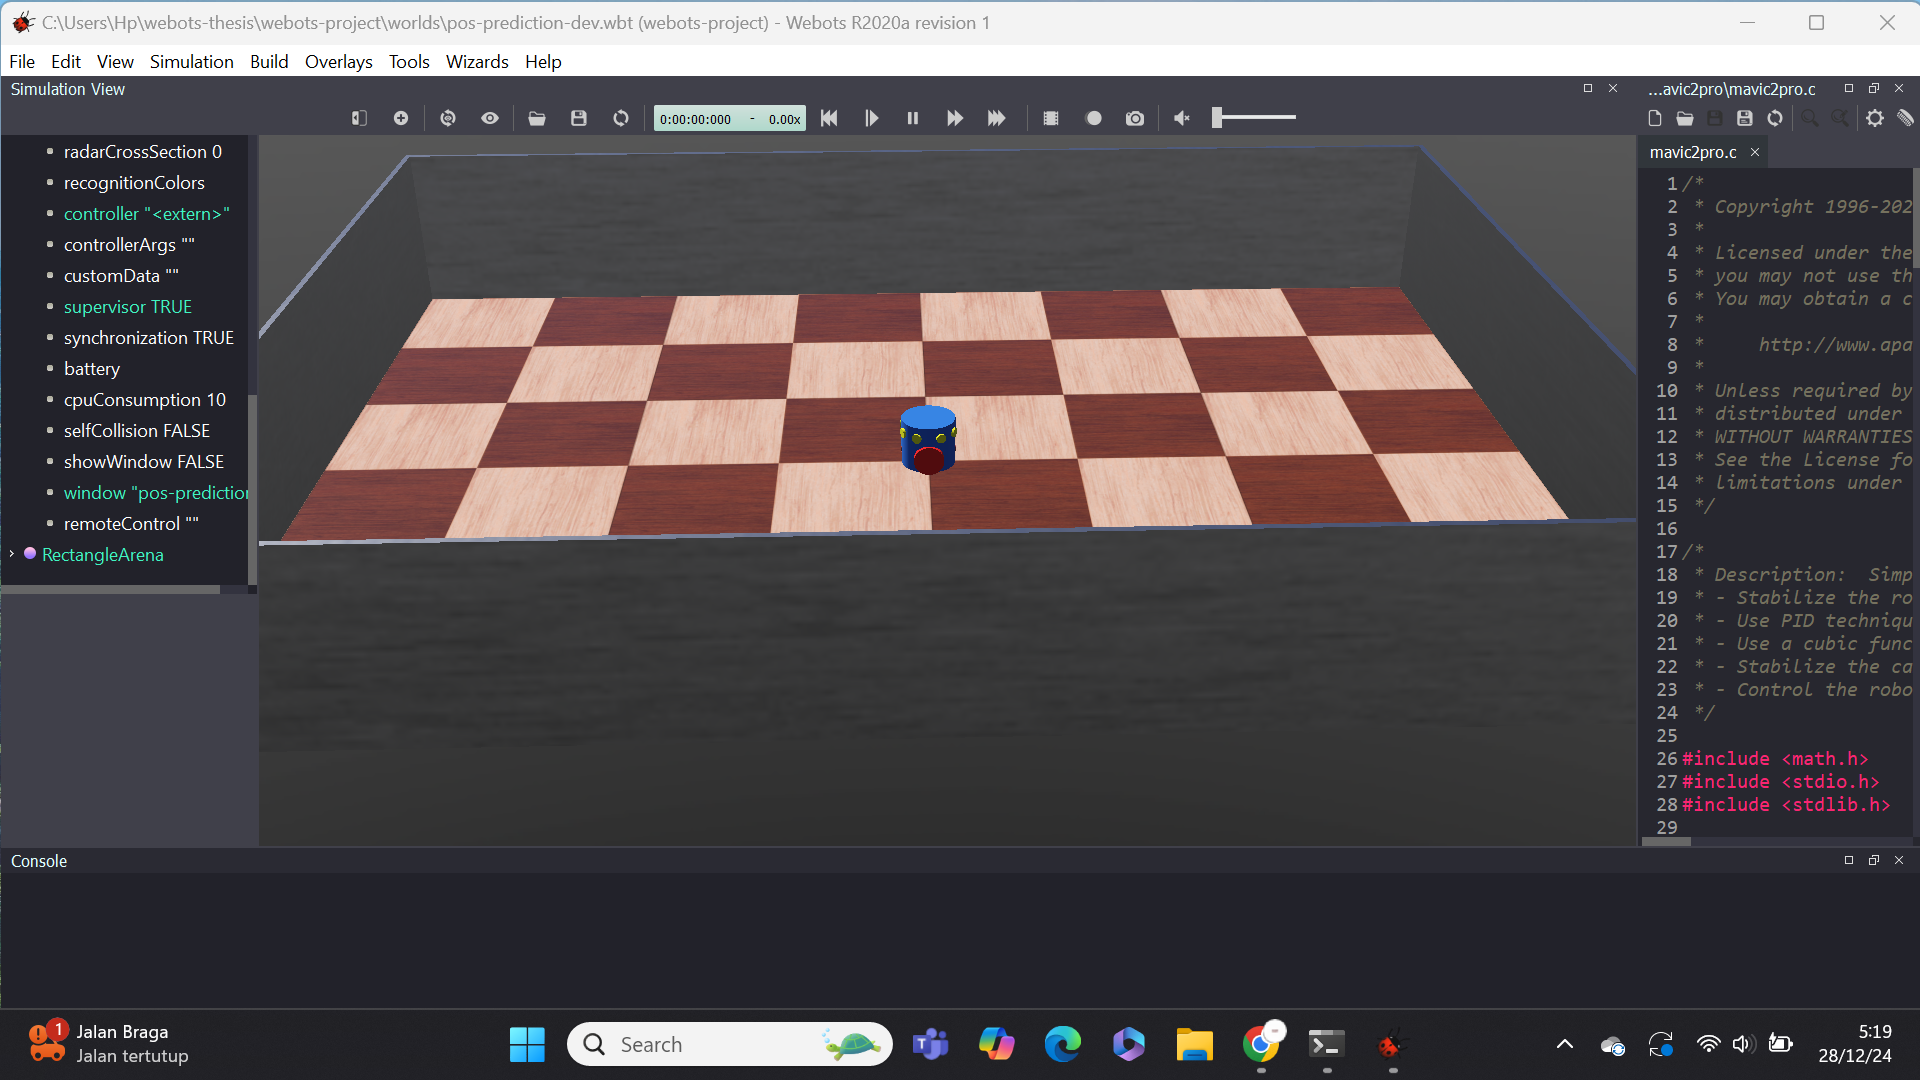 C:\Users\Hp\webots-thesis\webots-project\worlds\pos-prediction-dev.wbt (webots-project) - Webots R2020a revision 1
File Edit View Simulation Build Overlays Tools Wizards Help
Simulation View
...avic2pro\mavic2pro.c
0:00:00:000 - 0.00x
mavic2pro.c
radarCrossSection 0
recognitionColors
controller "<extern>"
controllerArgs ""
customData ""
supervisor TRUE
synchronization TRUE
battery
cpuConsumption 10
selfCollision FALSE
showWindow FALSE
window "pos-prediction
remoteControl ""
RectangleArena
1 /*
2 * Copyright 1996-202
3 *
4 * Licensed under the
5 * you may not use th
6 * You may obtain a c
7 *
8 * http://www.apa
9 *
10 * Unless required by
11 * distributed under
12 * WITHOUT WARRANTIES
13 * See the License fo
14 * limitations under
15 */
16
17 /*
18 * Description: Simp
19 * - Stabilize the ro
20 * - Use PID techniqu
21 * - Use a cubic func
22 * - Stabilize the ca
23 * - Control the robo
24 */
25
26 #include <math.h>
27 #include <stdio.h>
28 #include <stdlib.h>
29
Console
1
Jalan Braga
Jalan tertutup
Search
5:19
28/12/24